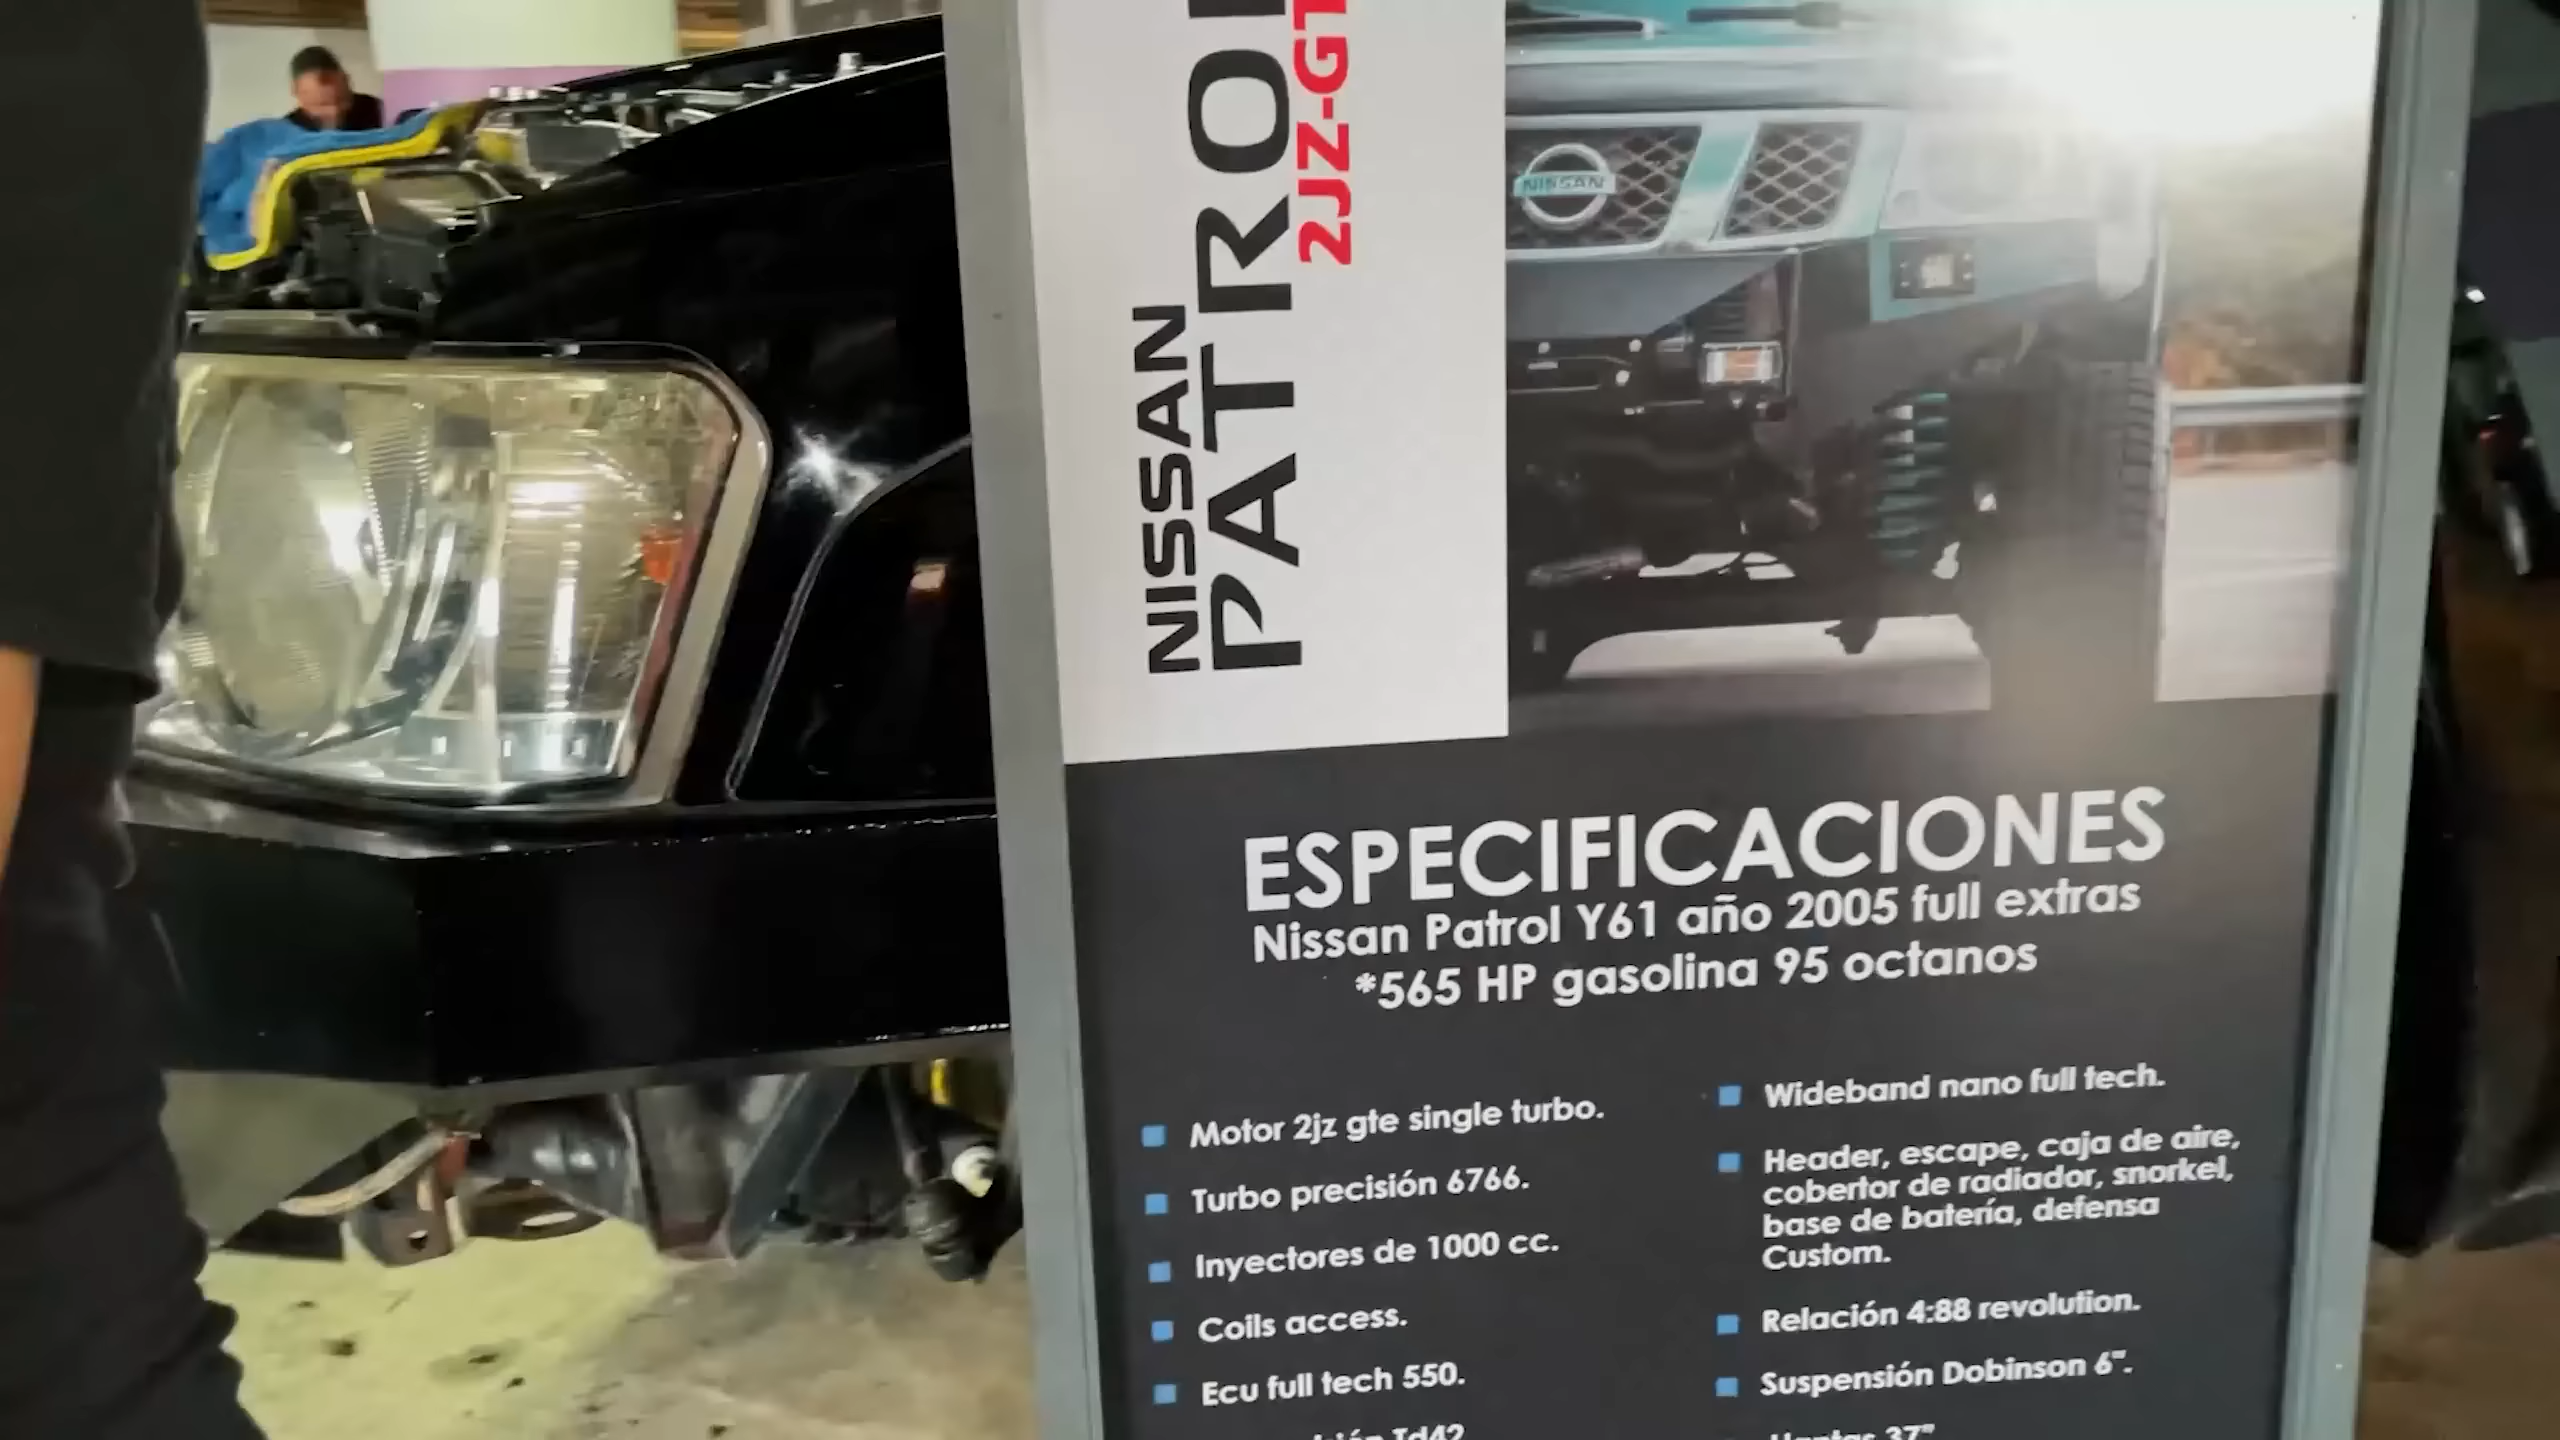 NISSAN
PATROL
2JZ-GT
NISSAN
ESPECIFICACIONES
Nissan Patrol Y61 año 2005 full extras
*565 HP gasolina 95 octanos
Motor 2jz gte single turbo.
Turbo precisión 6766.
Inyectores de 1000 cc.
Coils access.
Ecu full tech 550.
Td42
Wideband nano full tech.
Header, escape, caja de aire,
cobertor de radiador, snorkel,
base de batería, defensa
Custom.
Relación 4:88 revolution.
Suspensión Dobinson 6".
37"